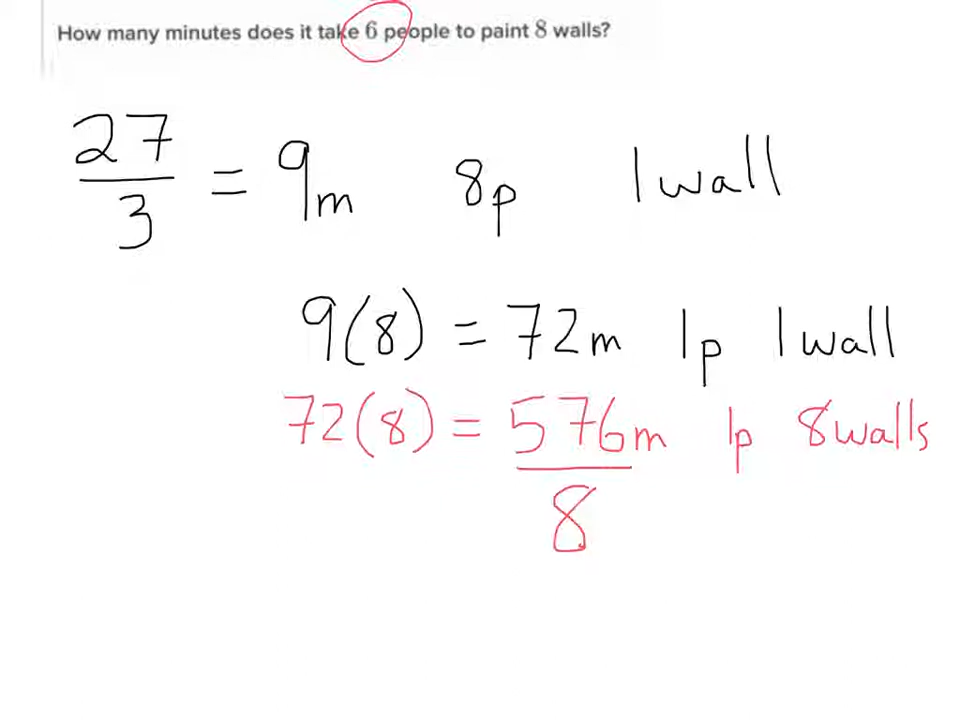 How many minutes does it take 6 people to paint 8 walls?
27/3 = 9m 8p 1wall
9(8) = 72m 1p 1wall
72(8) = 576m 1p 8walls
8